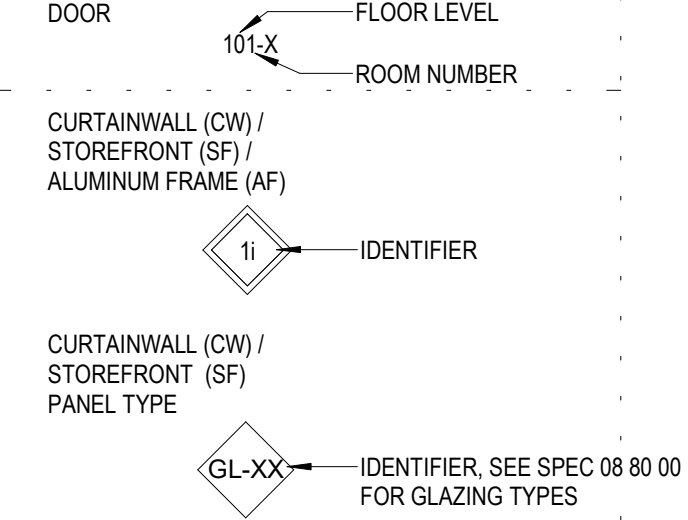 DOOR
FLOOR LEVEL
101-X
ROOM NUMBER
CURTAINWALL (CW) /
STOREFRONT (SF) /
ALUMINUM FRAME (AF)
1i
IDENTIFIER
CURTAINWALL (CW) /
STOREFRONT (SF)
PANEL TYPE
GL-XX
IDENTIFIER, SEE SPEC 08 80 00
FOR GLAZING TYPES